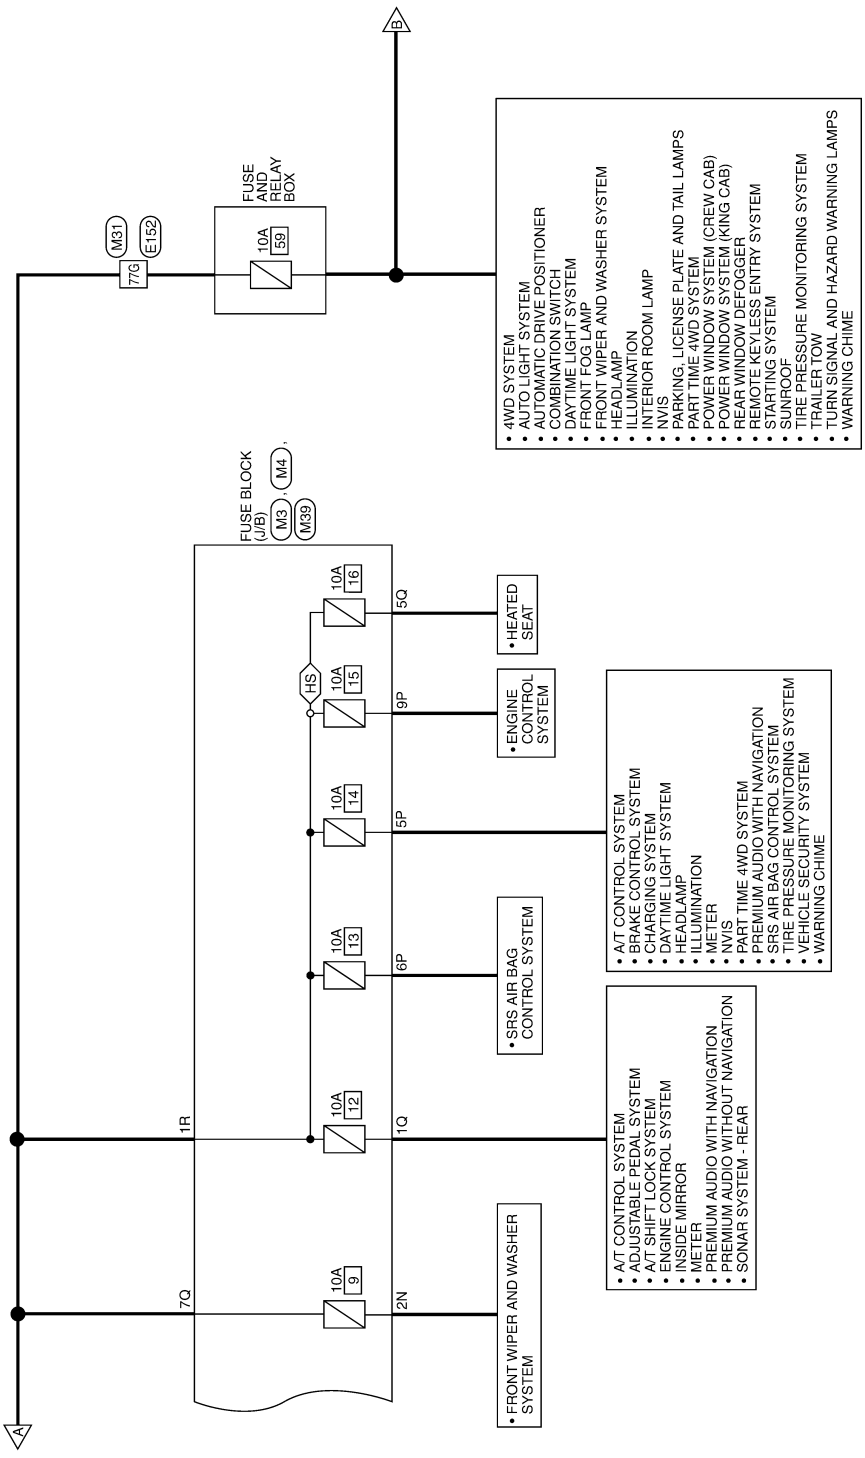 A
7Q
1R
77G
M31
E152
FUSE
AND
RELAY
BOX
10A
59
B
FUSE BLOCK
(J/B)
M3 , M4 ,
M39
HS
10A
9
10A
12
10A
13
10A
14
10A
15
10A
16
2N
1Q
6P
5P
9P
5Q
• FRONT WIPER AND WASHER
SYSTEM
• A/T CONTROL SYSTEM
• ADJUSTABLE PEDAL SYSTEM
• A/T SHIFT LOCK SYSTEM
• ENGINE CONTROL SYSTEM
• INSIDE MIRROR
• METER
• PREMIUM AUDIO WITH NAVIGATION
• PREMIUM AUDIO WITHOUT NAVIGATION
• SONAR SYSTEM - REAR
• SRS AIR BAG
CONTROL SYSTEM
• A/T CONTROL SYSTEM
• BRAKE CONTROL SYSTEM
• CHARGING SYSTEM
• DAYTIME LIGHT SYSTEM
• HEADLAMP
• ILLUMINATION
• METER
• NVIS
• PART TIME 4WD SYSTEM
• PREMIUM AUDIO WITH NAVIGATION
• SRS AIR BAG CONTROL SYSTEM
• TIRE PRESSURE MONITORING SYSTEM
• VEHICLE SECURITY SYSTEM
• WARNING CHIME
• ENGINE
CONTROL
SYSTEM
• HEATED
SEAT
• 4WD SYSTEM
• AUTO LIGHT SYSTEM
• AUTOMATIC DRIVE POSITIONER
• COMBINATION SWITCH
• DAYTIME LIGHT SYSTEM
• FRONT FOG LAMP
• FRONT WIPER AND WASHER SYSTEM
• HEADLAMP
• ILLUMINATION
• INTERIOR ROOM LAMP
• NVIS
• PARKING, LICENSE PLATE AND TAIL LAMPS
• PART TIME 4WD SYSTEM
• POWER WINDOW SYSTEM (CREW CAB)
• POWER WINDOW SYSTEM (KING CAB)
• REAR WINDOW DEFOGGER
• REMOTE KEYLESS ENTRY SYSTEM
• STARTING SYSTEM
• SUNROOF
• TIRE PRESSURE MONITORING SYSTEM
• TRAILER TOW
• TURN SIGNAL AND HAZARD WARNING LAMPS
• WARNING CHIME